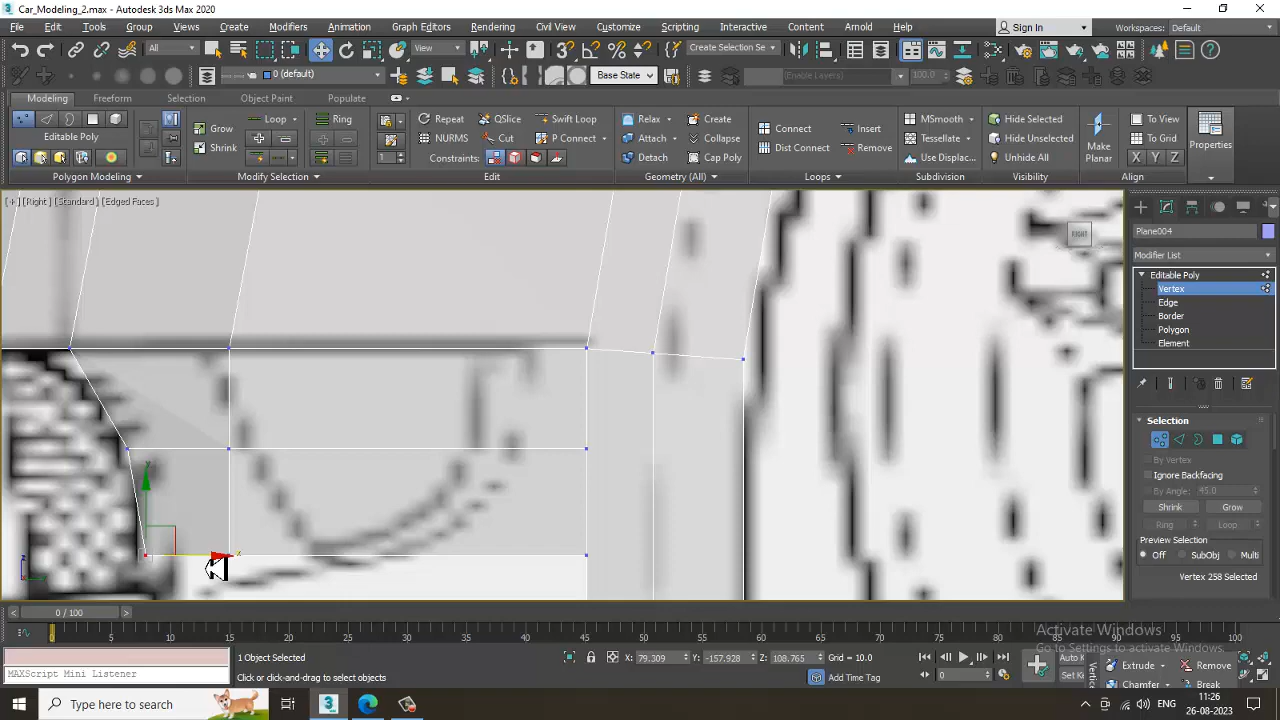 Car_Modeling_2.max - Autodesk 3ds Max 2020
File Edit Tools Group Views Create Modifiers Animation Graph Editors Rendering Civil View Customize Scripting Interactive Content Arnold Help Sign In Workspaces: Default
All View Create Selection Se
0 (default) Base State (Enable Layers) 100.0
Modeling Freeform Selection Object Paint Populate
Editable Poly
Grow Loop Ring Repeat QSlice Swift Loop Relax Create Connect Insert MSmooth Hide Selected To View
Shrink NURMS Cut P Connect Attach Collapse Dist Connect Remove Tessellate Hide Unselected To Grid
1 Constraints: Detach Cap Poly Use Displac... Unhide All Make Planar X Y Z Properties
Polygon Modeling Modify Selection Edit Geometry (All) Loops Subdivision Visibility Align
[+] [Right] [Standard] [Edged Faces]
RIGHT
Plane004
Modifier List
Editable Poly
Vertex
Edge
Border
Polygon
Element
Selection
By Vertex
Ignore Backfacing
By Angle: 45.0
Shrink Grow
Ring Loop
Preview Selection
Off SubObj Multi
Vertex 258 Selected
y
x
z
0 / 100
0 5 10 15 20 25 30 35 40 45 50 55 60 65 70 75 80 85 90 95 100
Activate Windows
Go to Settings to activate Windows.
1 Object Selected X: 79.309 Y: -157.928 Z: 108.765 Grid = 10.0 Auto K
MAXScript Mini Listener Click or click-and-drag to select objects Add Time Tag 0 Set K
Vertex
Extrude Remove
Chamfer Break
Type here to search
ENG
11:26
26-08-2023